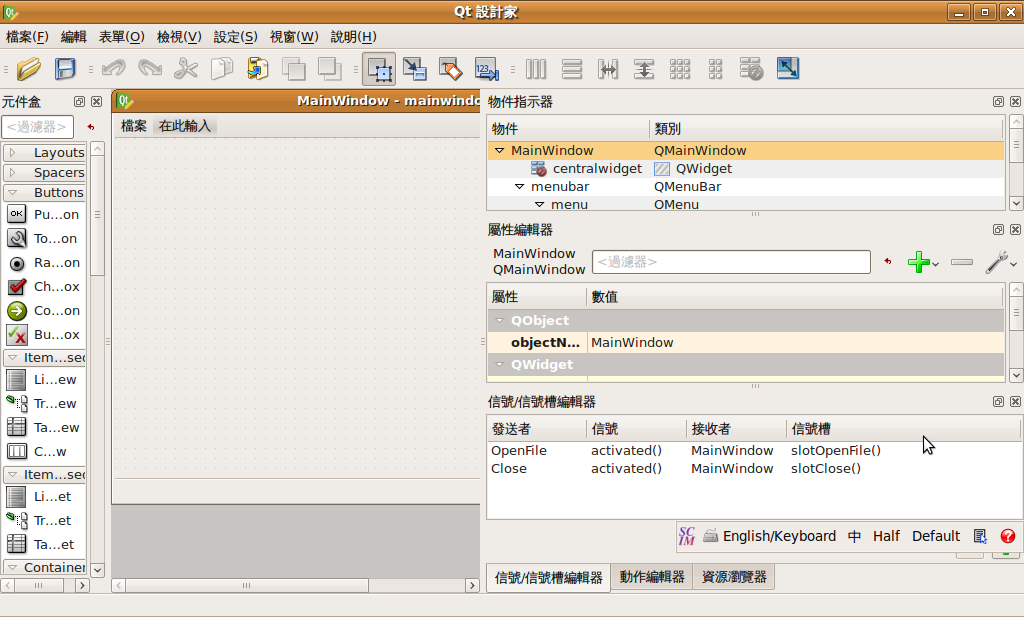 Qt 設計家
檔案(F) 編輯 表單(O) 檢視(V) 設定(S) 視窗(W) 說明(H)
元件盒
<過濾器>
Layouts
Spacers
Buttons
OK Pu...on
To...on
Ra...on
Ch...ox
Co...on
Bu...ox
Item...sec
Li...ew
Tr...ew
Ta...ew
C...w
Item...sec
Li...et
Tr...et
Ta...et
Container
MainWindow - mainwindo
檔案 在此輸入
物件指示器
物件 類別
MainWindow QMainWindow
centralwidget QWidget
menubar QMenuBar
menu QMenu
屬性編輯器
MainWindow
QMainWindow
<過濾器>
屬性 數值
QObject
objectN... MainWindow
QWidget
信號/信號槽編輯器
發送者 信號 接收者 信號槽
OpenFile activated() MainWindow slotOpenFile()
Close activated() MainWindow slotClose()
SCIM English/Keyboard 中 Half Default
信號/信號槽編輯器 動作編輯器 資源瀏覽器